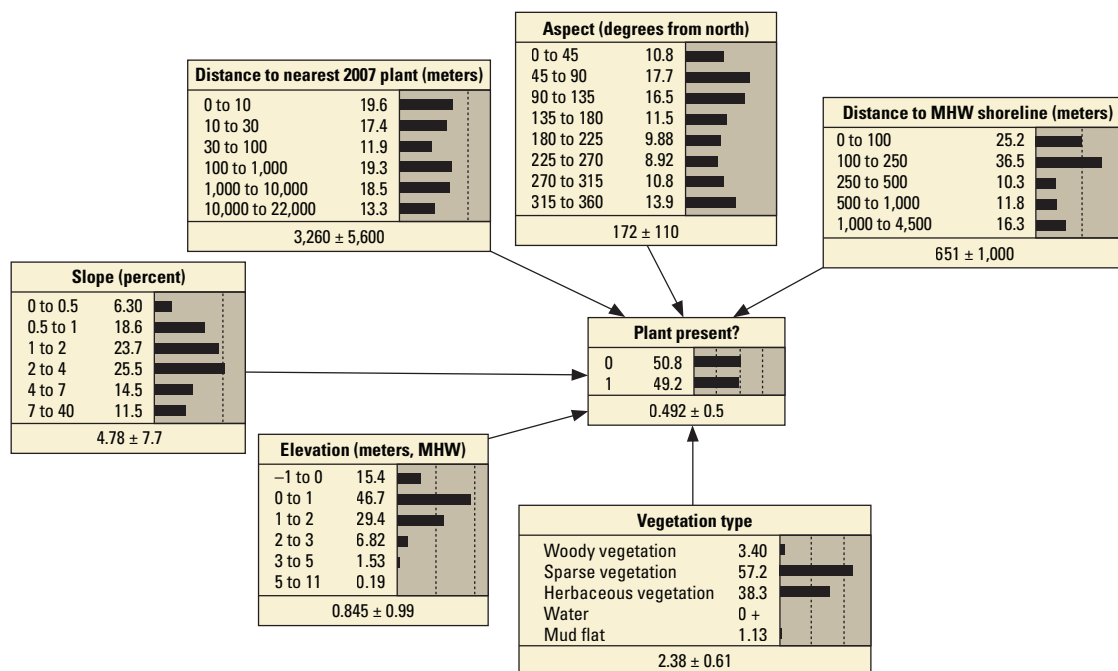 Aspect (degrees from north)
0 to 45 10.8
45 to 90 17.7
90 to 135 16.5
135 to 180 11.5
180 to 225 9.88
225 to 270 8.92
270 to 315 10.8
315 to 360 13.9
172 ± 110
Distance to nearest 2007 plant (meters)
0 to 10 19.6
10 to 30 17.4
30 to 100 11.9
100 to 1,000 19.3
1,000 to 10,000 18.5
10,000 to 22,000 13.3
3,260 ± 5,600
Distance to MHW shoreline (meters)
0 to 100 25.2
100 to 250 36.5
250 to 500 10.3
500 to 1,000 11.8
1,000 to 4,500 16.3
651 ± 1,000
Slope (percent)
0 to 0.5 6.30
0.5 to 1 18.6
1 to 2 23.7
2 to 4 25.5
4 to 7 14.5
7 to 40 11.5
4.78 ± 7.7
Plant present?
0 50.8
1 49.2
0.492 ± 0.5
Elevation (meters, MHW)
–1 to 0 15.4
0 to 1 46.7
1 to 2 29.4
2 to 3 6.82
3 to 5 1.53
5 to 11 0.19
0.845 ± 0.99
Vegetation type
Woody vegetation 3.40
Sparse vegetation 57.2
Herbaceous vegetation 38.3
Water 0 +
Mud flat 1.13
2.38 ± 0.61